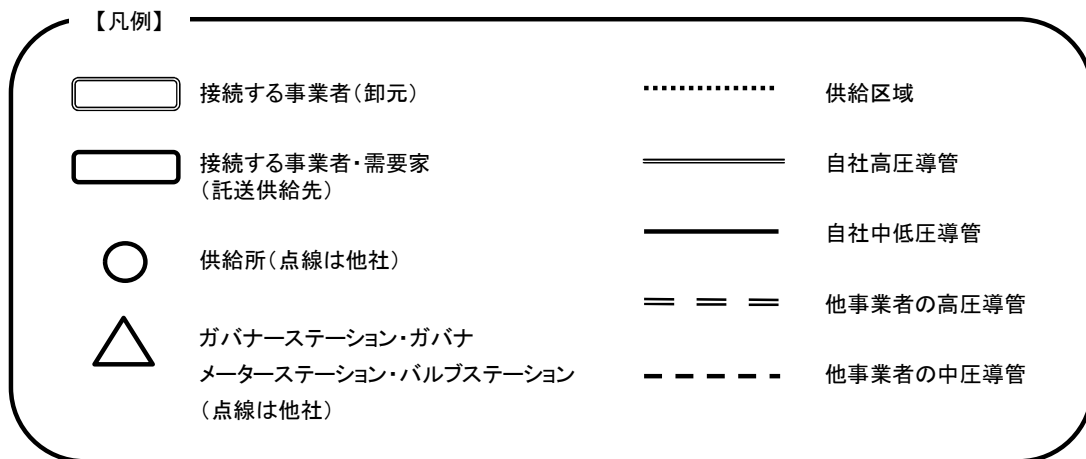 【凡例】
接続する事業者(卸元)
接続する事業者・需要家
(託送供給先)
供給所(点線は他社)
ガバナーステーション・ガバナ
メーターステーション・バルブステーション
(点線は他社)
供給区域
自社高圧導管
自社中低圧導管
他事業者の高圧導管
他事業者の中圧導管